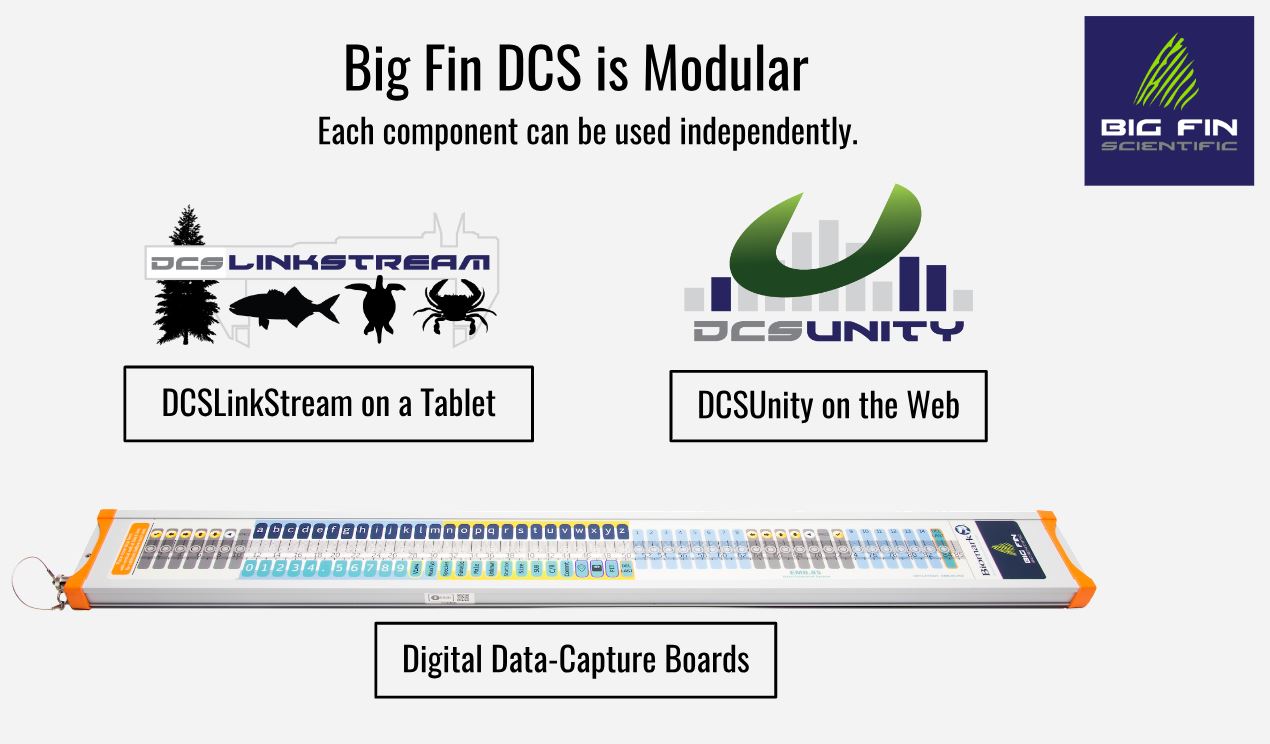 Big Fin DCS is Modular
Each component can be used independently.
BIG FIN
SCIENTIFIC
DCSLINKSTREAM
DCSUNITY
DCSLinkStream on a Tablet
DCSUnity on the Web
a b c d e f g h i j k l m n o p q r s t u v w x y z
0 1 2 3 4 5 6 7 8 9
Biomark
BIG FIN
Digital Data-Capture Boards